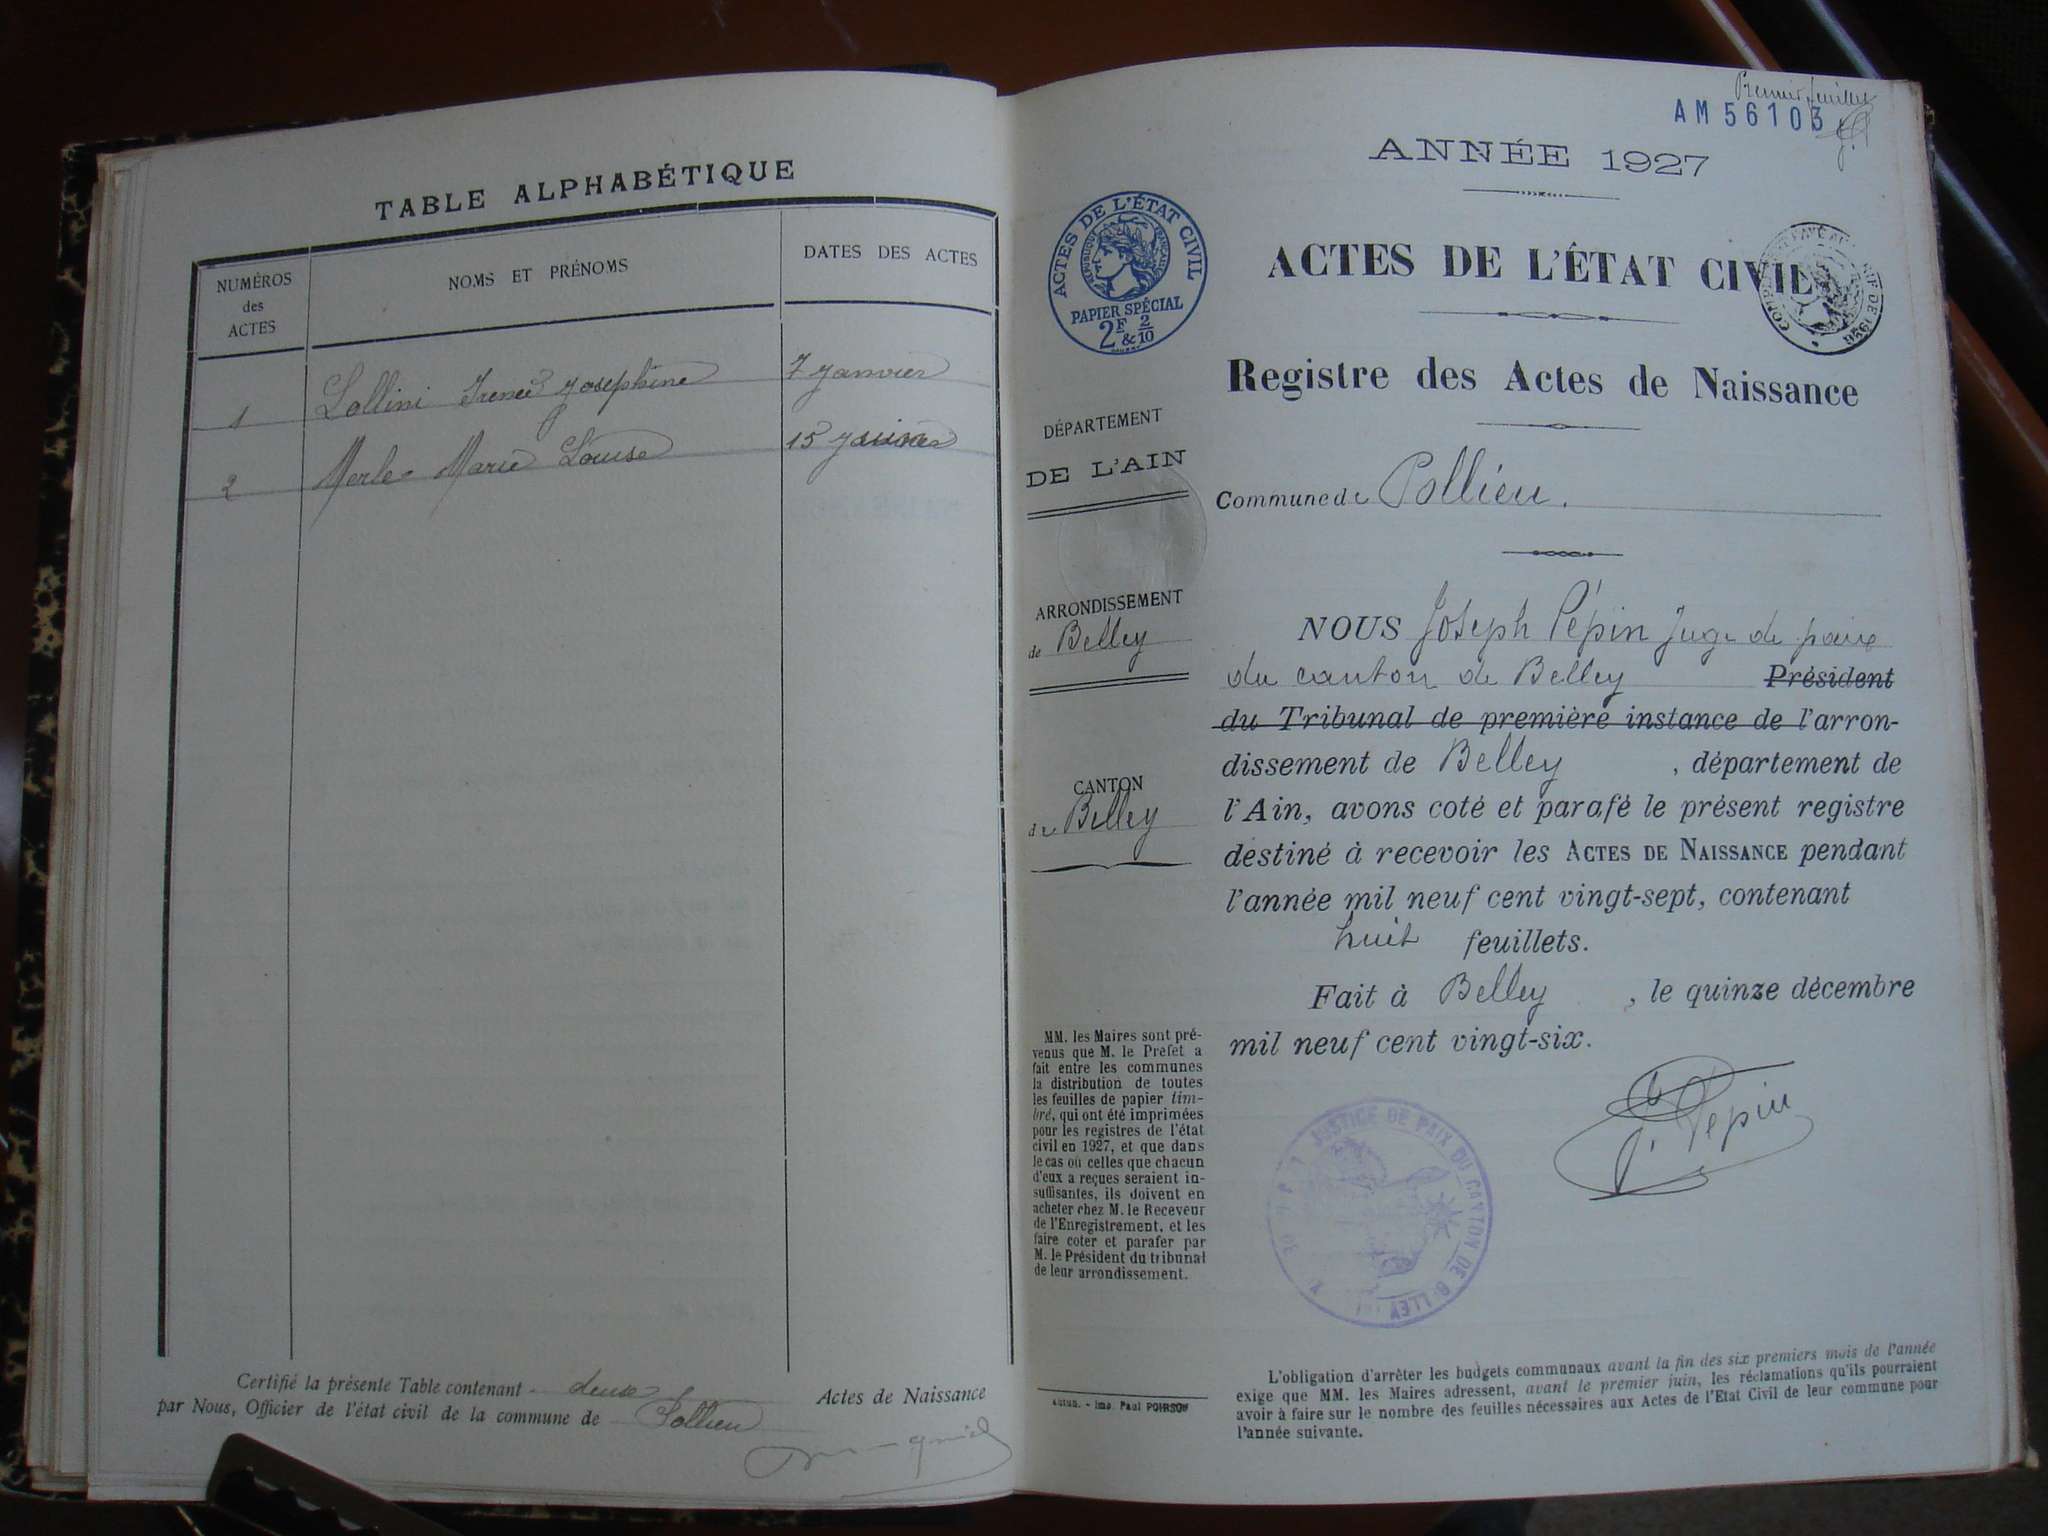 TABLE ALPHABÉTIQUE
NUMÉROS des ACTES
NOMS ET PRÉNOMS
DATES DES ACTES
1 Lollini Irenée Josephine 7 janvier
2 Merle Marie Louise 15 janvier
Certifié la présente Table contenant deux Actes de Naissance
par Nous, Officier de l'état civil de la commune de Pollieu
Premier feuillet
AM 56103
ANNÉE 1927
ACTES DE L'ÉTAT CIVIL
PAPIER SPÉCIAL
2F & 2/10
RÉPUBLIQUE FRANÇAISE
ACTES DE L'ÉTAT CIVIL
Registre des Actes de Naissance
DÉPARTEMENT
DE L'AIN
Commune de Pollieu.
ARRONDISSEMENT
de Belley
CANTON
de Belley
NOUS Joseph Pépin Juge de paix
du canton de Belley Président
du Tribunal de première instance de l'arron-
dissement de Belley, département de
l'Ain, avons coté et parafé le présent registre
destiné à recevoir les ACTES DE NAISSANCE pendant
l'année mil neuf cent vingt-sept, contenant
huit feuillets.
Fait à Belley, le quinze décembre
mil neuf cent vingt-six.
J. Pépin
JUSTICE DE PAIX DU CANTON DE BELLEY
MM. les Maires sont pré-
venus que M. le Préfet a
fait entre les communes
la distribution de toutes
les feuilles de papier tim-
bré, qui ont été imprimées
pour les registres de l'état
civil en 1927, et que dans
le cas où celles que chacun
d'eux a reçues seraient in-
suffisantes, ils doivent en
acheter chez M. le Receveur
de l'Enregistrement, et les
faire coter et parafer par
M. le Président du tribunal
de leur arrondissement.
Autun. - Imp. Paul POIRSON
L'obligation d'arrêter les budgets communaux avant la fin des six premiers mois de l'année
exige que MM. les Maires adressent, avant le premier juin, les réclamations qu'ils pourraient
avoir à faire sur le nombre des feuilles nécessaires aux Actes de l'Etat Civil de leur commune pour
l'année suivante.